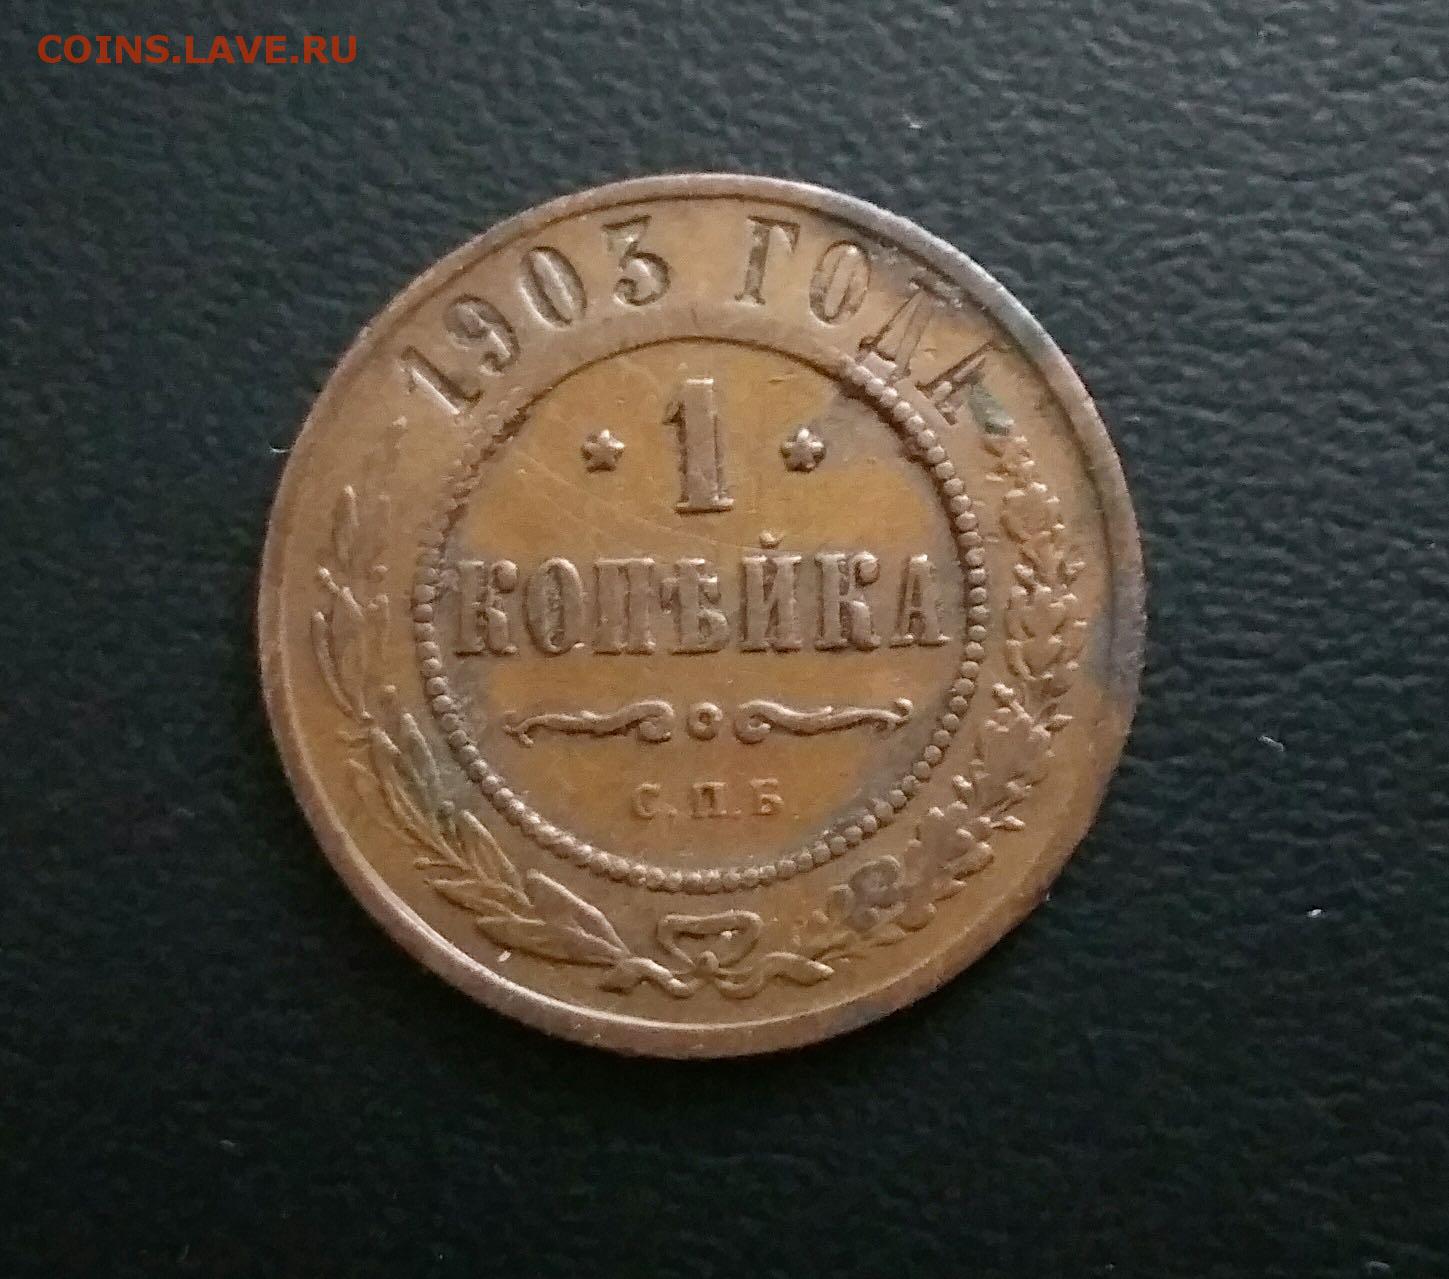 COINS.LAVE.RU
1903 ГОДА
* 1 *
КОПѢЙКА
С.П.Б.